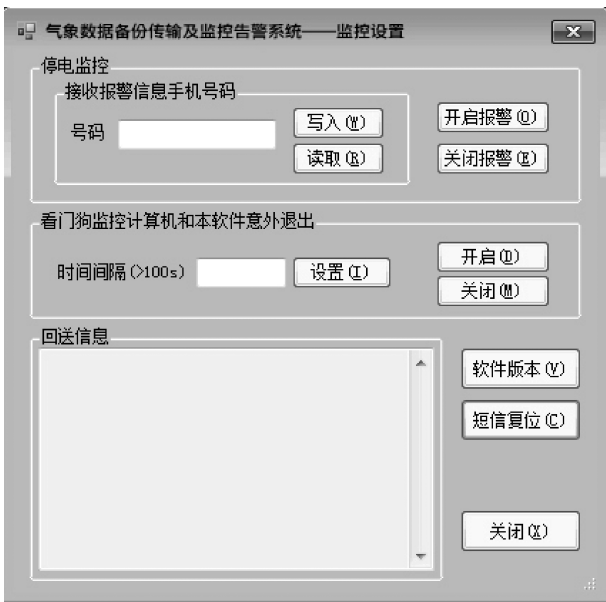 气象数据备份传输及监控告警系统——监控设置
停电监控
接收报警信息手机号码
号码
写入(W)
读取(R)
开启报警(O)
关闭报警(E)
看门狗监控计算机和本软件意外退出
时间间隔(>100s)
设置(I)
开启(D)
关闭(M)
回送信息
软件版本(V)
短信复位(C)
关闭(X)